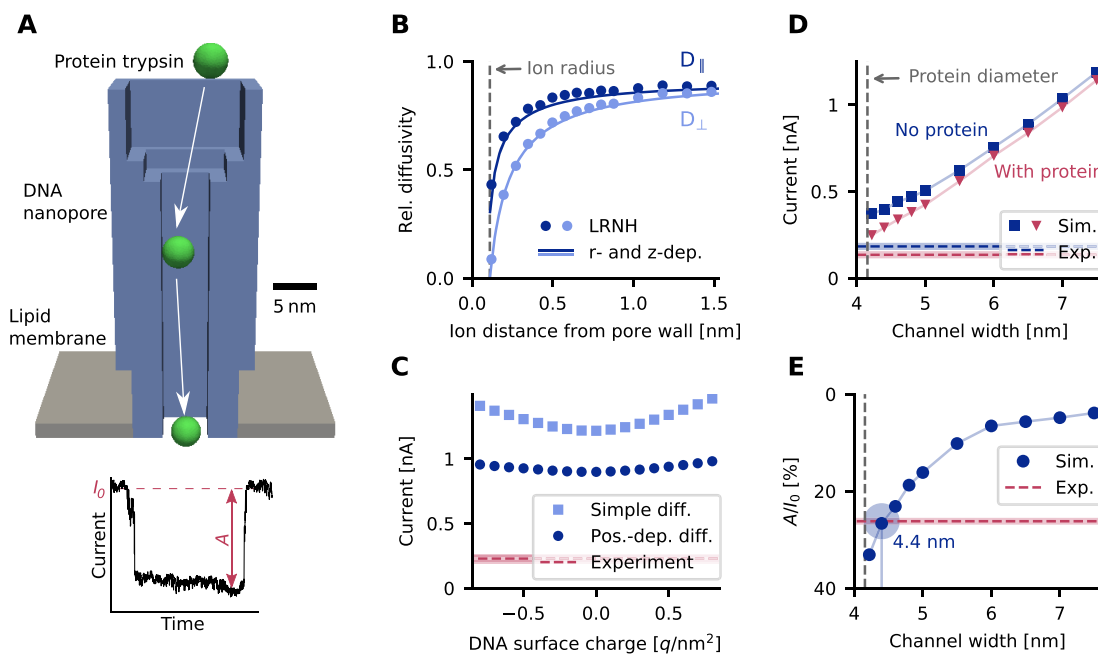 A
Protein trypsin
DNA
nanopore
5 nm
Lipid
membrane
I0
A
Current
Time
B
1.0
0.5
0.0
Rel. diffusivity
Ion radius
D∥
D⊥
LRNH
r- and z-dep.
0.0
0.5
1.0
1.5
Ion distance from pore wall [nm]
C
1
0.5
0
Current [nA]
Simple diff.
Pos.-dep. diff.
Experiment
−0.5
0.0
0.5
DNA surface charge [q/nm²]
D
1
0.5
0
Current [nA]
Protein diameter
No protein
With protein
Sim.
Exp.
4
5
6
7
Channel width [nm]
E
0
20
40
A/I0 [%]
Sim.
Exp.
4.4 nm
4
5
6
7
Channel width [nm]